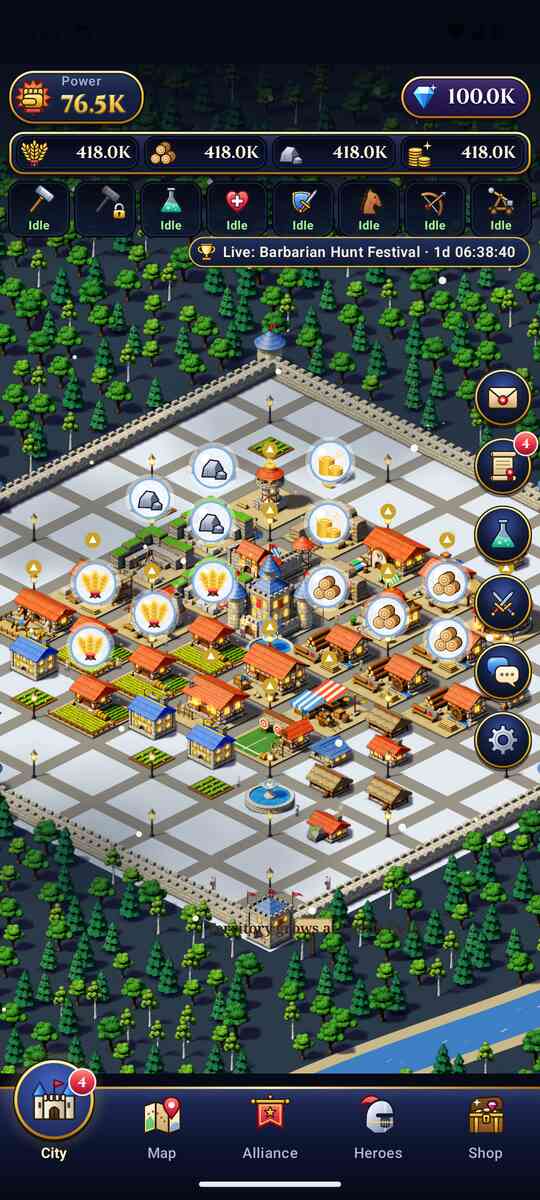 Power
76.5K
100.0K
418.0K 418.0K 418.0K 418.0K
Idle Idle Idle Idle Idle Idle Idle
Live: Barbarian Hunt Festival · 1d 06:38:40
4
grows
4
City Map Alliance Heroes Shop